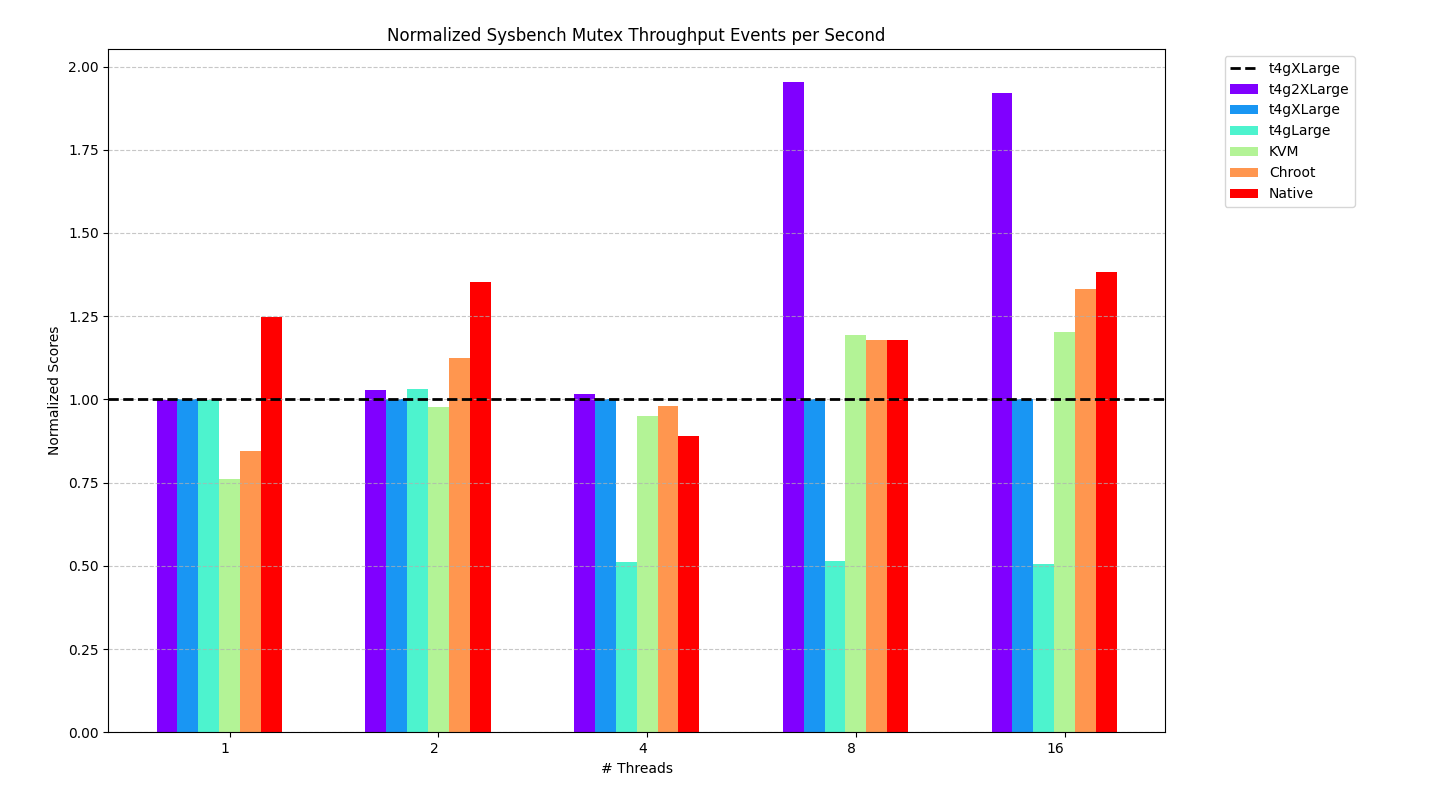 Normalized Sysbench Mutex Throughput Events per Second
2.00
1.75
1.50
1.25
1.00
0.75
0.50
0.25
0.00
Normalized Scores
1 2 4 8 16
# Threads
t4gXLarge
t4g2XLarge
t4gXLarge
t4gLarge
KVM
Chroot
Native